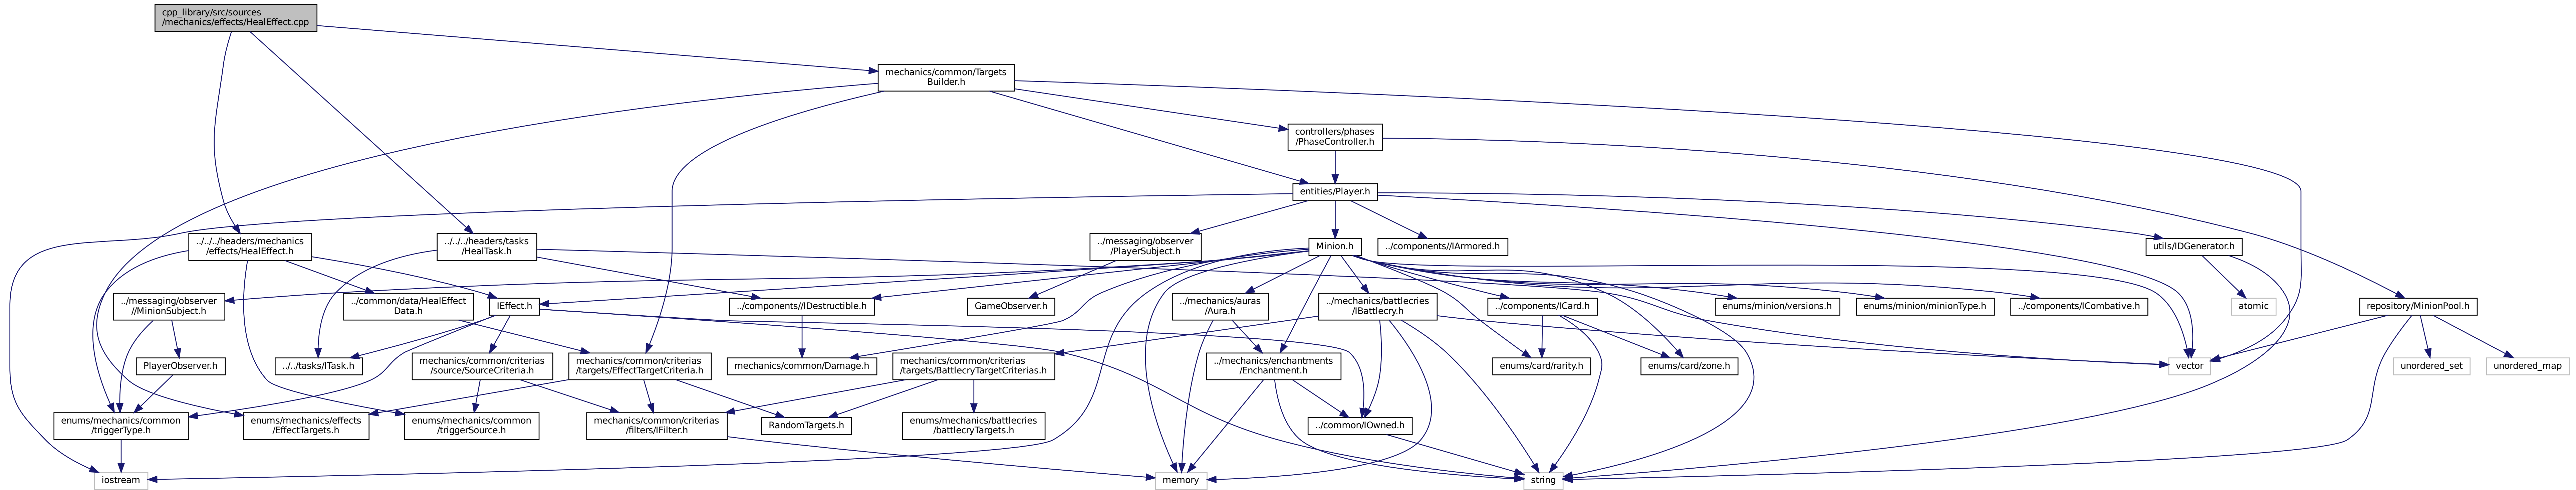 cpp_library/src/sources
/mechanics/effects/HealEffect.cpp
mechanics/common/Targets
Builder.h
controllers/phases
/PhaseController.h
entities/Player.h
../../../headers/mechanics
/effects/HealEffect.h
../../../headers/tasks
/HealTask.h
../messaging/observer
/PlayerSubject.h
Minion.h
../components//IArmored.h
utils/IDGenerator.h
../messaging/observer
//MinionSubject.h
../common/data/HealEffect
Data.h
IEffect.h
../components//IDestructible.h
GameObserver.h
../mechanics/auras
/Aura.h
../mechanics/battlecries
/IBattlecry.h
../components/ICard.h
enums/minion/versions.h
enums/minion/minionType.h
../components/ICombative.h
atomic
repository/MinionPool.h
PlayerObserver.h
../../tasks/ITask.h
mechanics/common/criterias
/source/SourceCriteria.h
mechanics/common/criterias
/targets/EffectTargetCriteria.h
mechanics/common/Damage.h
mechanics/common/criterias
/targets/BattlecryTargetCriterias.h
../mechanics/enchantments
/Enchantment.h
enums/card/rarity.h
enums/card/zone.h
vector
unordered_set
unordered_map
enums/mechanics/common
/triggerType.h
enums/mechanics/effects
/EffectTargets.h
enums/mechanics/common
/triggerSource.h
mechanics/common/criterias
/filters/IFilter.h
RandomTargets.h
enums/mechanics/battlecries
/battlecryTargets.h
../common/IOwned.h
iostream
memory
string